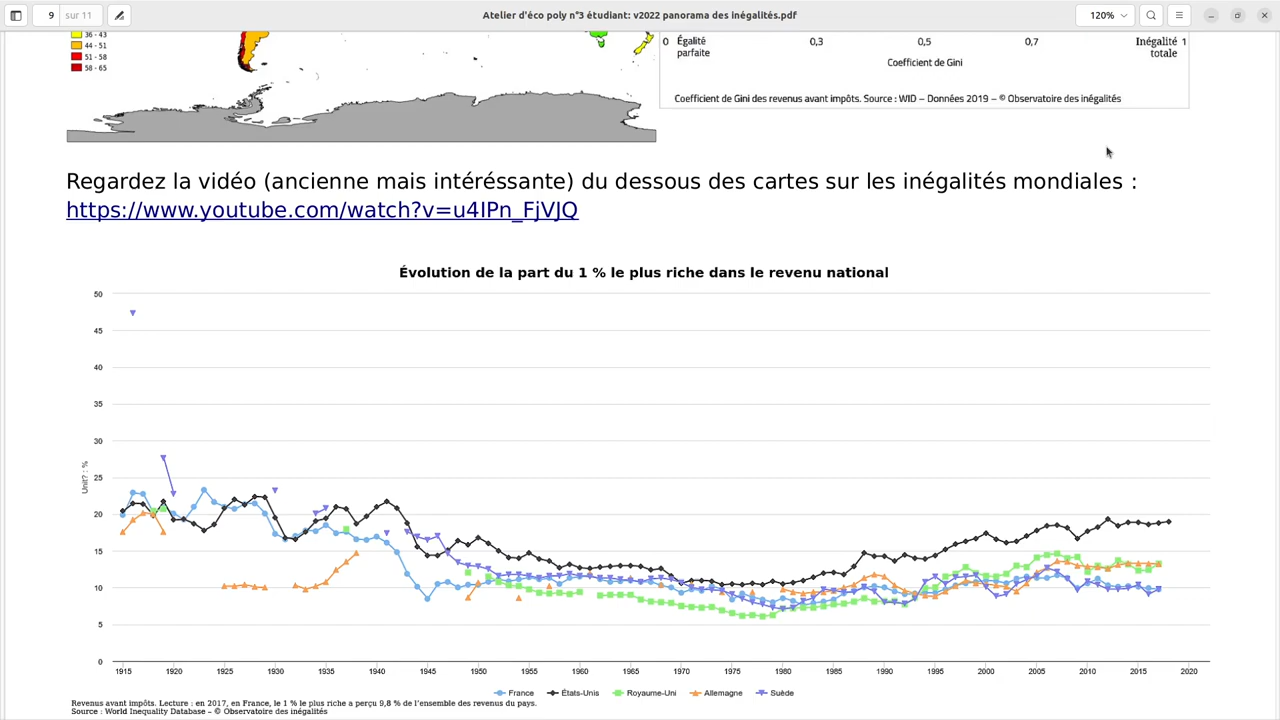 9 sur 11
Atelier d'éco poly n°3 étudiant: v2022 panorama des inégalités.pdf
120%
36 - 43
44 - 51
51 - 58
58 - 65
0 Égalité parfaite 0,3 0,5 0,7 Inégalité totale 1
Coefficient de Gini
Coefficient de Gini des revenus avant impôts. Source : WID – Données 2019 – © Observatoire des inégalités
Regardez la vidéo (ancienne mais intéréssante) du dessous des cartes sur les inégalités mondiales :
https://www.youtube.com/watch?v=u4IPn_FjVJQ
Évolution de la part du 1 % le plus riche dans le revenu national
50
45
40
35
30
25
20
15
10
5
0
Unit? : %
1915 1920 1925 1930 1935 1940 1945 1950 1955 1960 1965 1970 1975 1980 1985 1990 1995 2000 2005 2010 2015 2020
France États-Unis Royaume-Uni Allemagne Suède
Revenus avant impôts. Lecture : en 2017, en France, le 1 % le plus riche a perçu 9,8 % de l'ensemble des revenus du pays.
Source : World Inequality Database – © Observatoire des inégalités